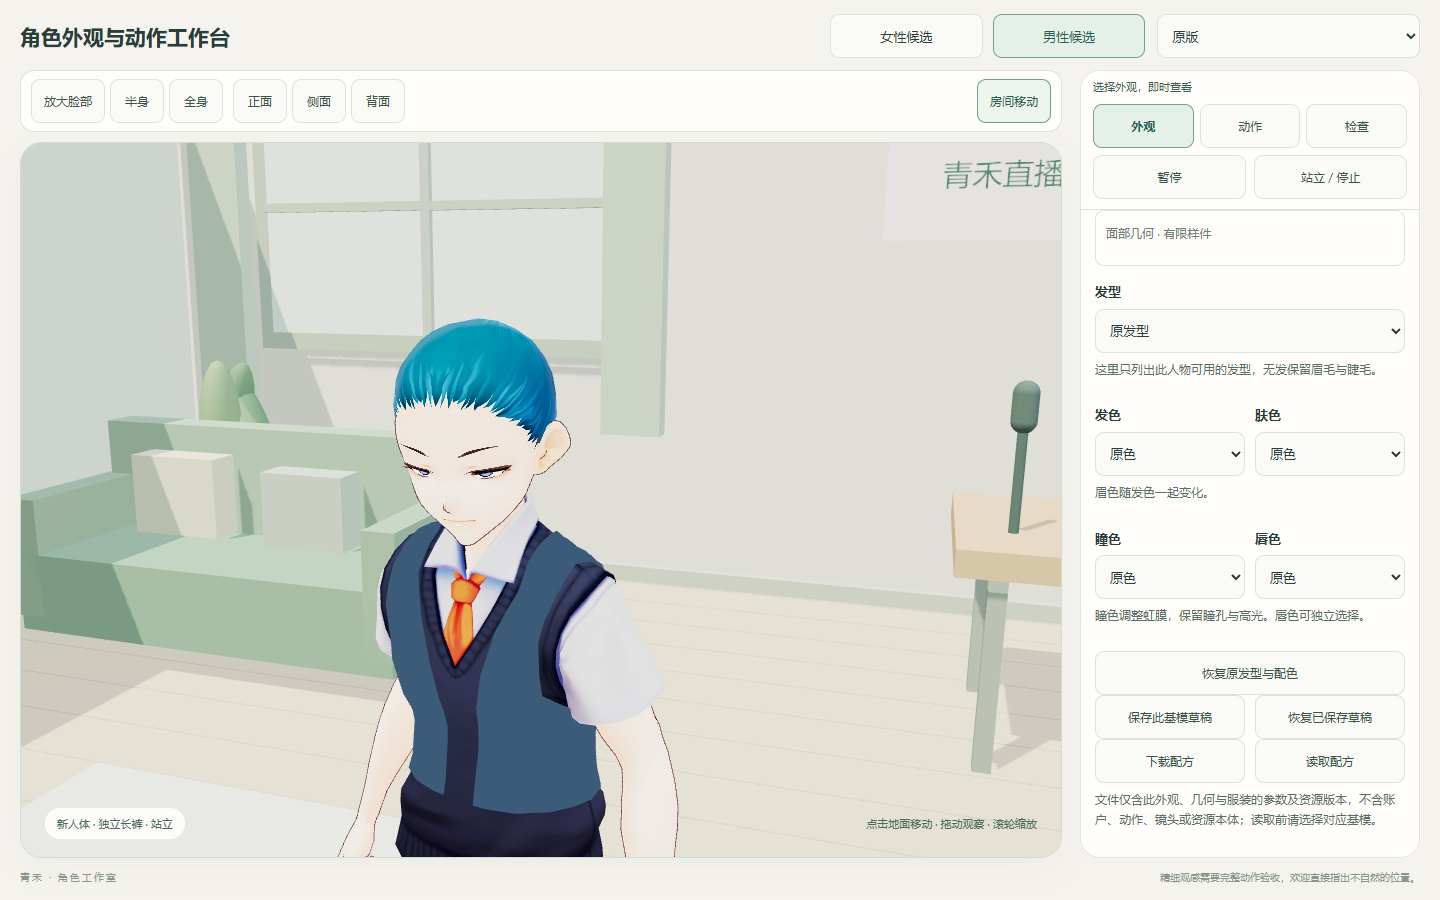 角色外观与动作工作台
女性候选
男性候选
原版
放大脸部
半身
全身
正面
侧面
背面
房间移动
青禾直播
新人体 · 独立长裤 · 站立
点击地面移动 · 拖动观察 · 滚轮缩放
选择外观，即时查看
外观
动作
检查
暂停
站立 / 停止
面部几何 · 有限样件
发型
原发型
这里只列出此人物可用的发型，无发保留眉毛与睫毛。
发色
肤色
原色
原色
眉色随发色一起变化。
瞳色
唇色
原色
原色
瞳色调整虹膜，保留瞳孔与高光。唇色可独立选择。
恢复原发型与配色
保存此基模草稿
恢复已保存草稿
下载配方
读取配方
文件仅含此外观、几何与服装的参数及资源版本，不含账
户、动作、镜头或资源本体；读取前请选择对应基模。
青禾 · 角色工作室
精细观感需要完整动作验收，欢迎直接指出不自然的位置。